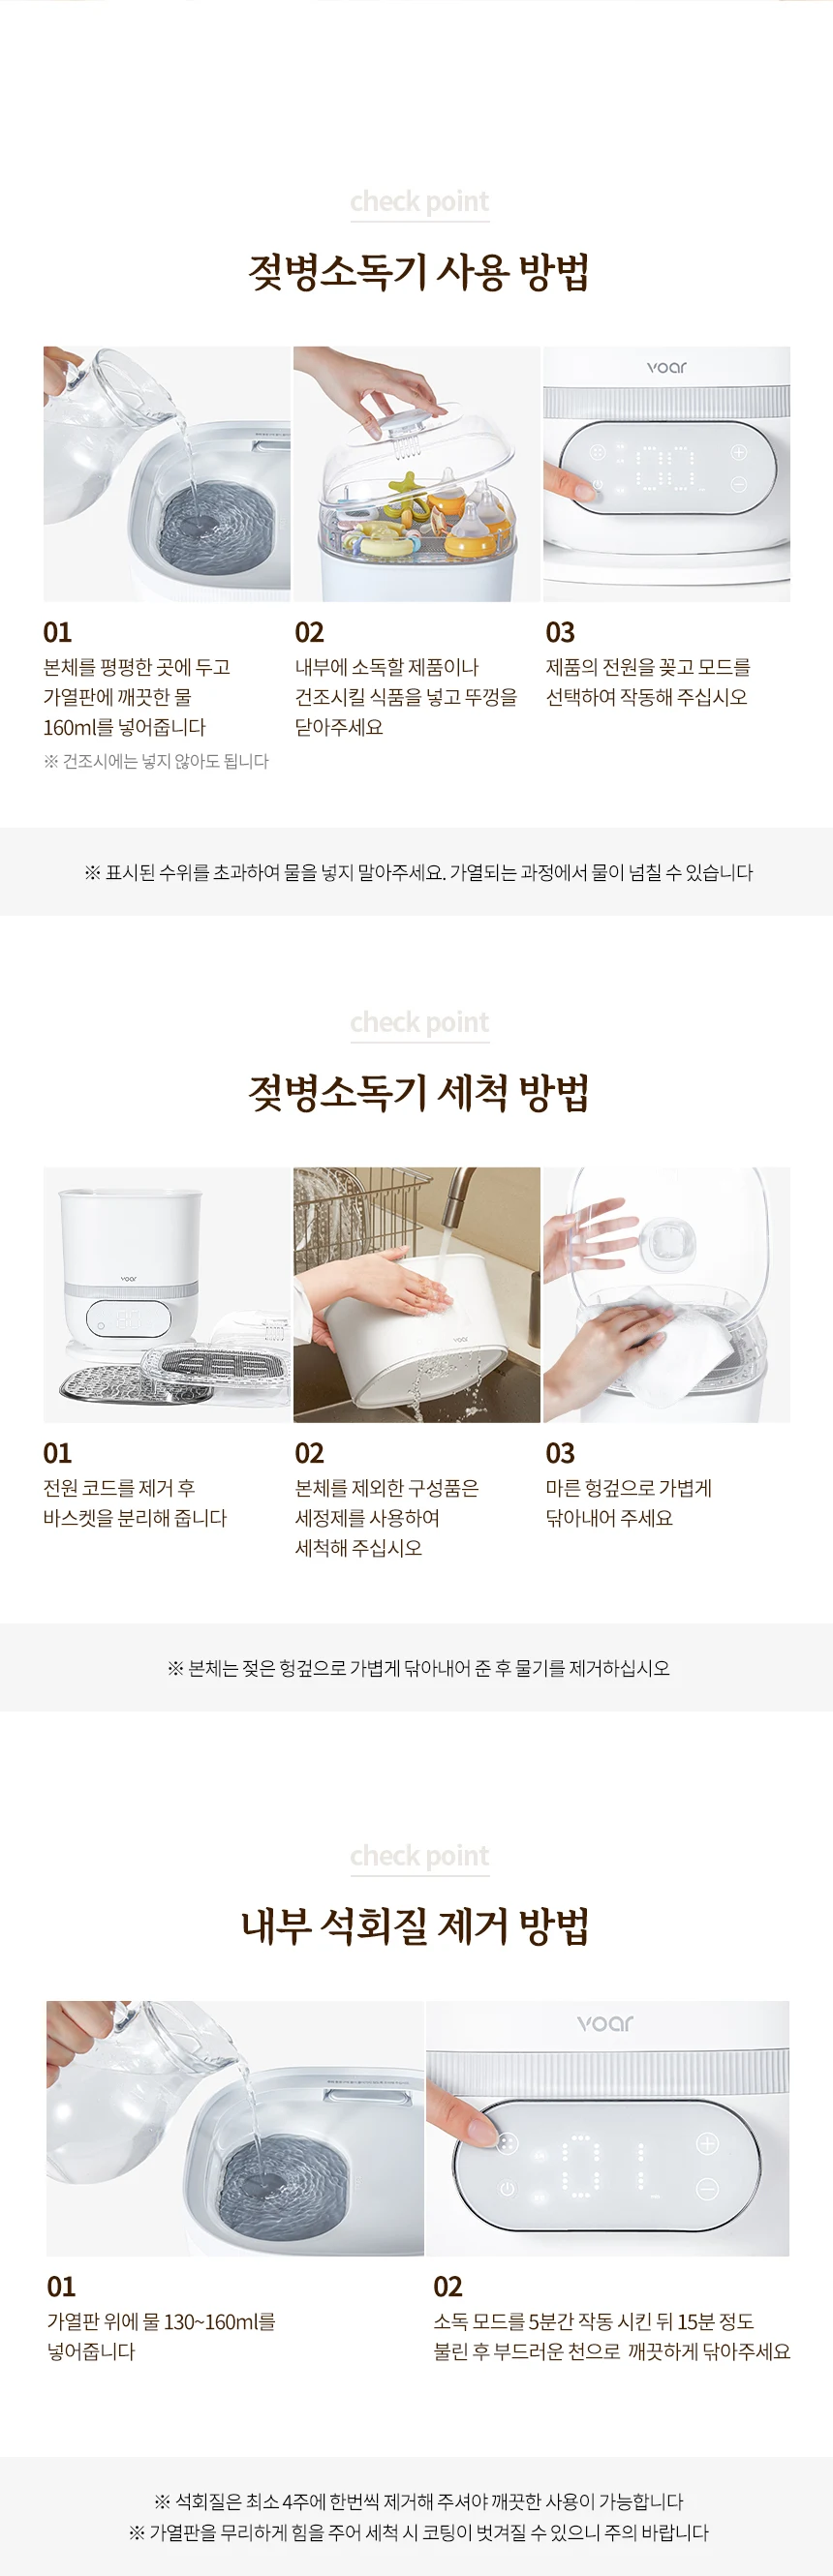 check point
젖병소독기 사용 방법
voar
01
본체를 평평한 곳에 두고
가열판에 깨끗한 물
160ml를 넣어줍니다
※ 건조시에는 넣지 않아도 됩니다
02
내부에 소독할 제품이나
건조시킬 식품을 넣고 뚜껑을
닫아주세요
03
제품의 전원을 꽂고 모드를
선택하여 작동해 주십시오
※ 표시된 수위를 초과하여 물을 넣지 말아주세요. 가열되는 과정에서 물이 넘칠 수 있습니다
check point
젖병소독기 세척 방법
voar
voar
01
전원 코드를 제거 후
바스켓을 분리해 줍니다
02
본체를 제외한 구성품은
세정제를 사용하여
세척해 주십시오
03
마른 헝겊으로 가볍게
닦아내어 주세요
※ 본체는 젖은 헝겊으로 가볍게 닦아내어 준 후 물기를 제거하십시오
check point
내부 석회질 제거 방법
voar
01
01
가열판 위에 물 130~160ml를
넣어줍니다
02
소독 모드를 5분간 작동 시킨 뒤 15분 정도
불린 후 부드러운 천으로 깨끗하게 닦아주세요
※ 석회질은 최소 4주에 한번씩 제거해 주셔야 깨끗한 사용이 가능합니다
※ 가열판을 무리하게 힘을 주어 세척 시 코팅이 벗겨질 수 있으니 주의 바랍니다